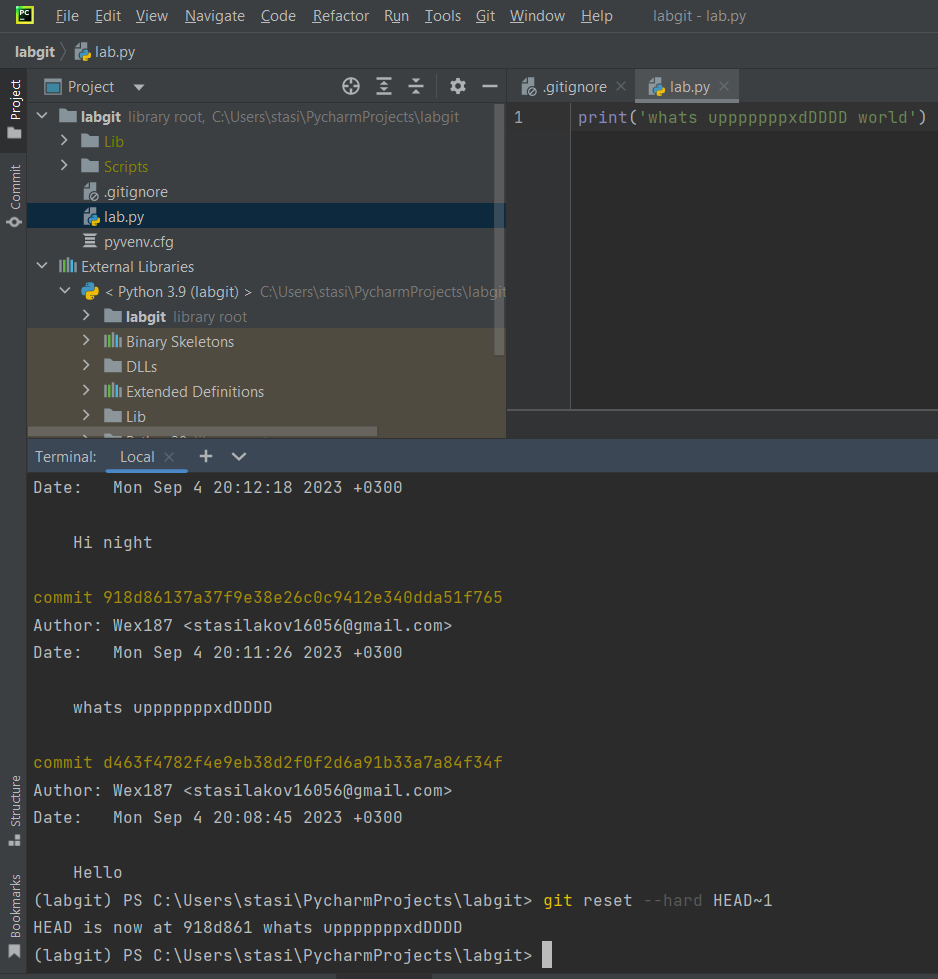 PC File Edit View Navigate Code Refactor Run Tools Git Window Help labgit - lab.py
labgit lab.py
Project
Commit
Structure
Bookmarks
Project
labgit library root, C:\Users\stasi\PycharmProjects\labgit
Lib
Scripts
.gitignore
lab.py
pyvenv.cfg
External Libraries
< Python 3.9 (labgit) > C:\Users\stasi\PycharmProjects\labgit
labgit library root
Binary Skeletons
DLLs
Extended Definitions
Lib
.gitignore lab.py
1 print('whats upppppppxdDDDD world')
Terminal: Local
Date: Mon Sep 4 20:12:18 2023 +0300
Hi night
commit 918d86137a37f9e38e26c0c9412e340dda51f765
Author: Wex187 <stasilakov16056@gmail.com>
Date: Mon Sep 4 20:11:26 2023 +0300
whats upppppppxdDDDD
commit d463f4782f4e9eb38d2f0f2d6a91b33a7a84f34f
Author: Wex187 <stasilakov16056@gmail.com>
Date: Mon Sep 4 20:08:45 2023 +0300
Hello
(labgit) PS C:\Users\stasi\PycharmProjects\labgit> git reset --hard HEAD~1
HEAD is now at 918d861 whats upppppppxdDDDD
(labgit) PS C:\Users\stasi\PycharmProjects\labgit>